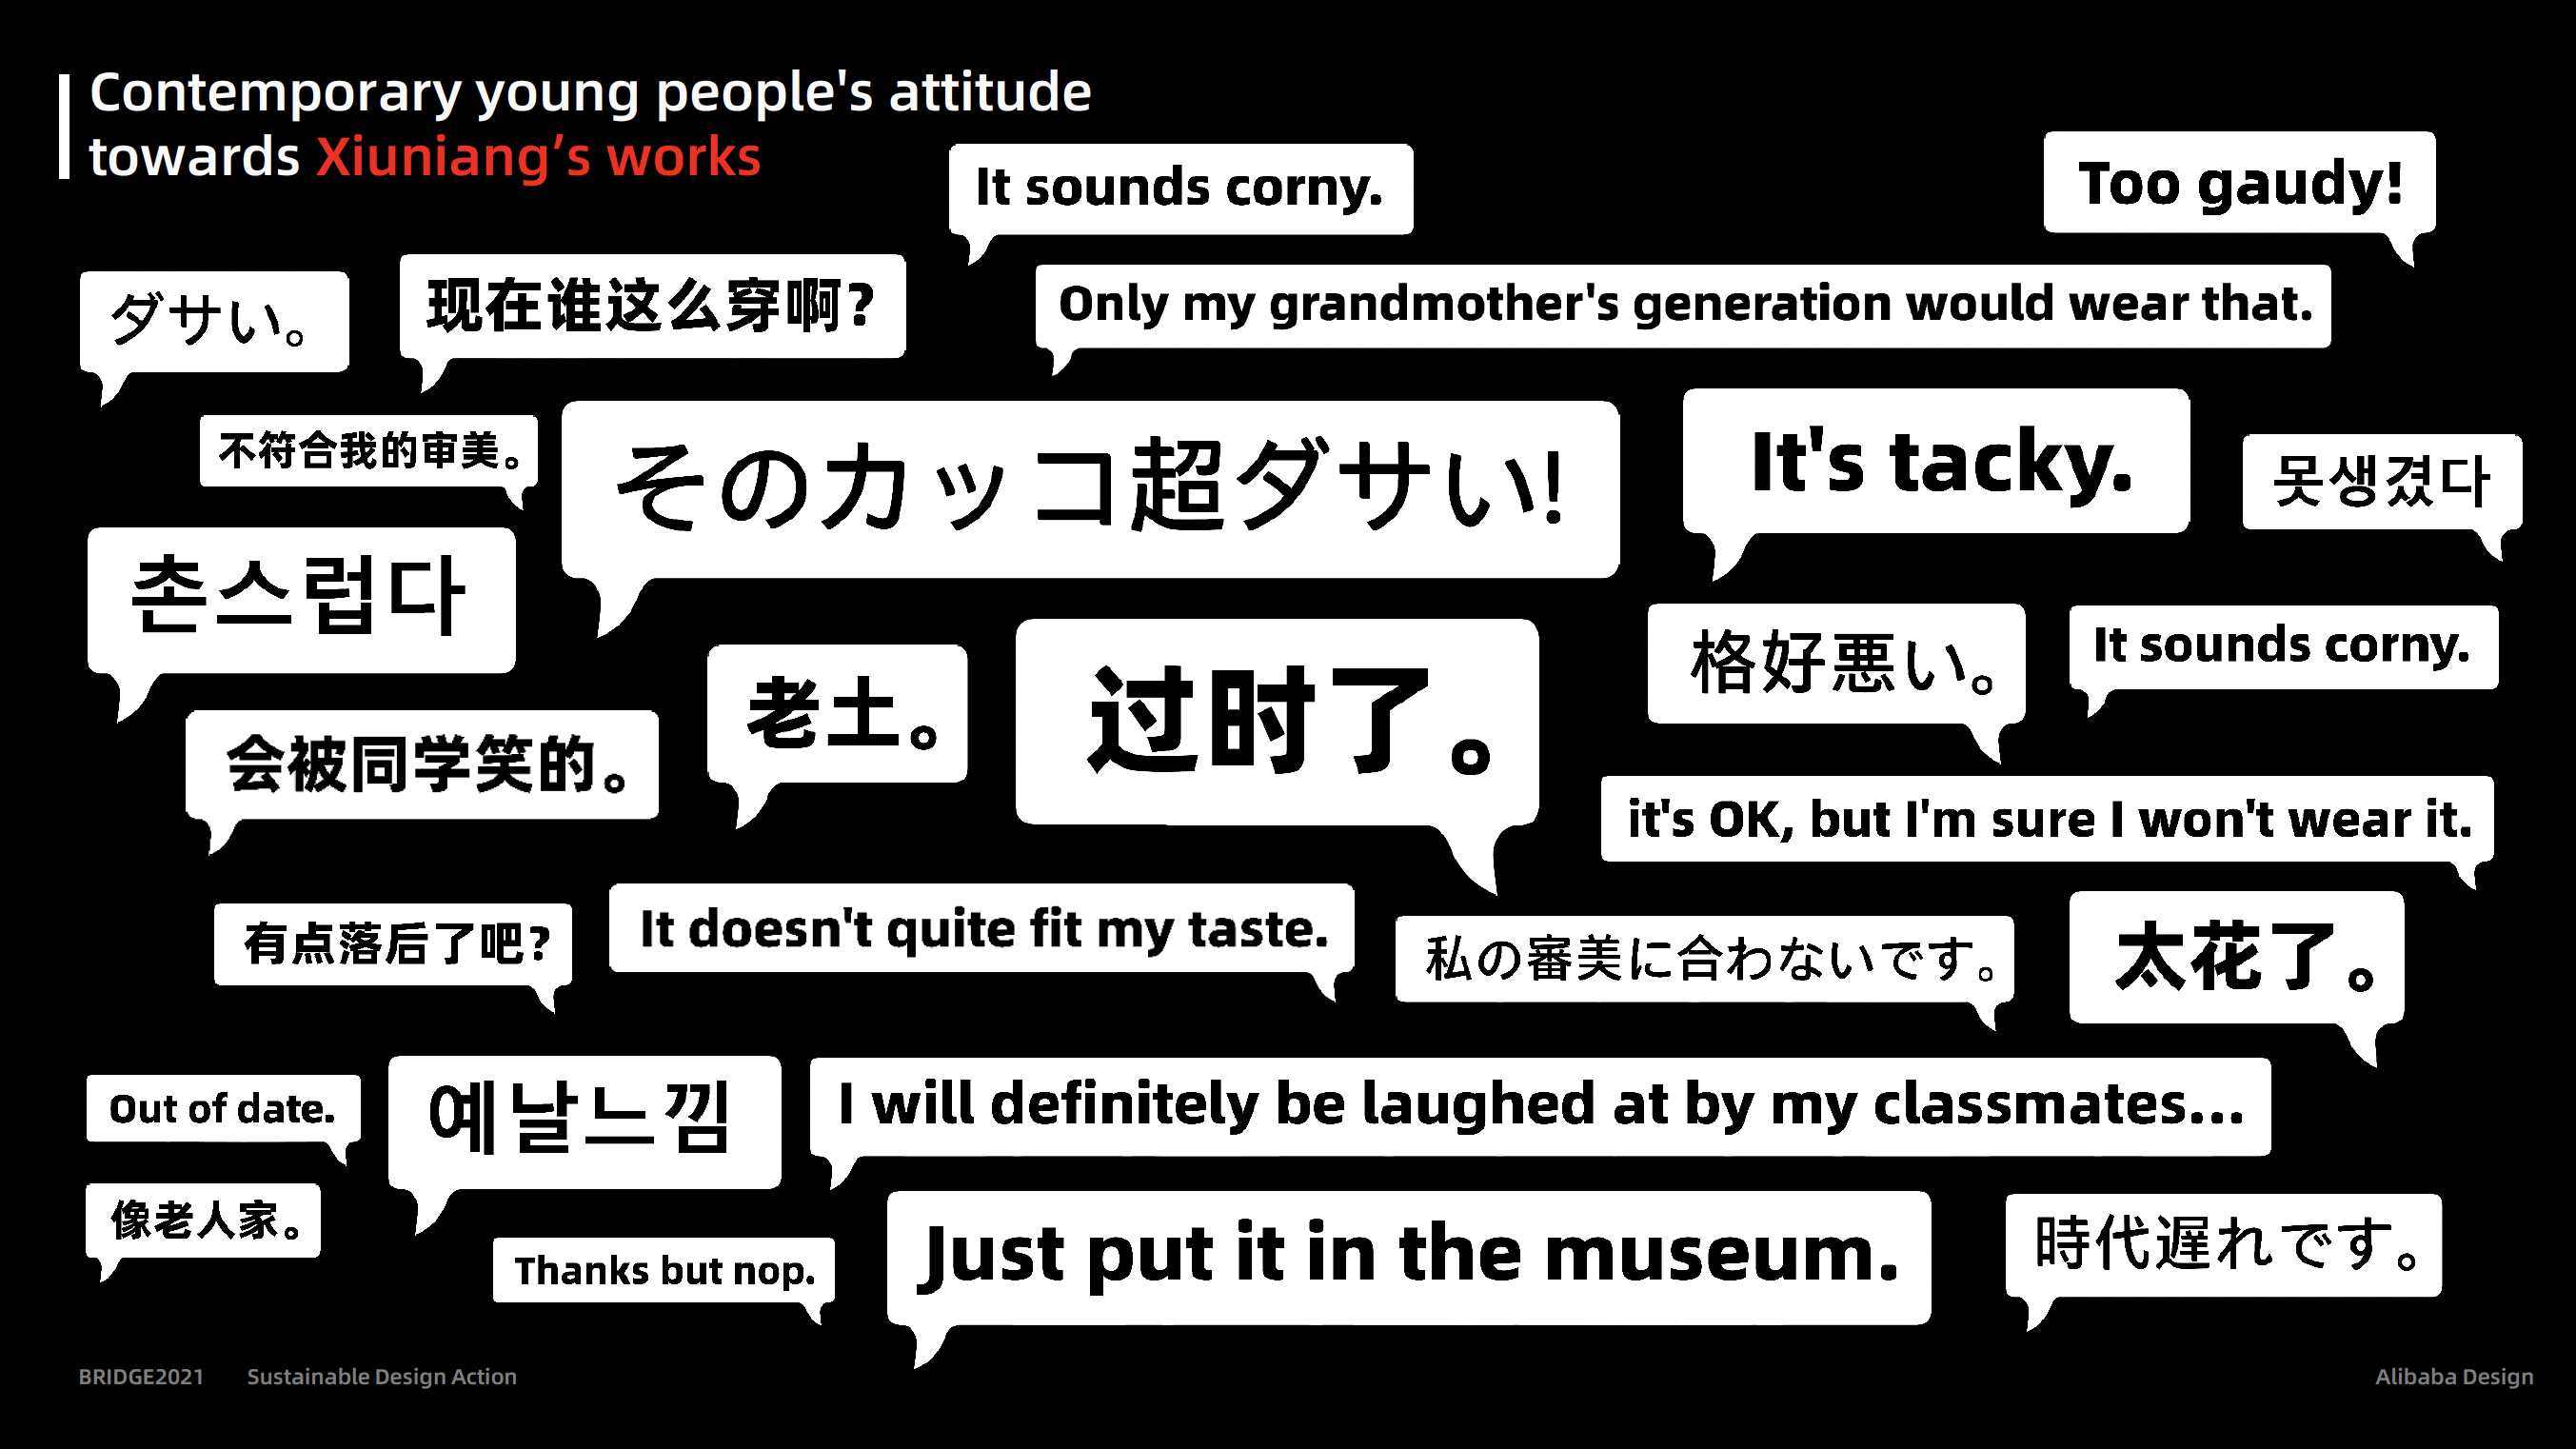 Contemporary young people's attitude
towards Xiuniang’s works
It sounds corny.
Too gaudy!
ダサい。
现在谁这么穿啊?
Only my grandmother's generation would wear that.
不符合我的审美。
そのカッコ超ダサい!
It's tacky.
못생겼다
촌스럽다
老土。
过时了。
格好悪い。
It sounds corny.
会被同学笑的。
it's OK, but I'm sure I won't wear it.
有点落后了吧?
It doesn't quite fit my taste.
私の審美に合わないです。
太花了。
Out of date.
예날느낌
I will definitely be laughed at by my classmates...
像老人家。
Thanks but nop.
Just put it in the museum.
時代遅れです。
BRIDGE2021 Sustainable Design Action
Alibaba Design